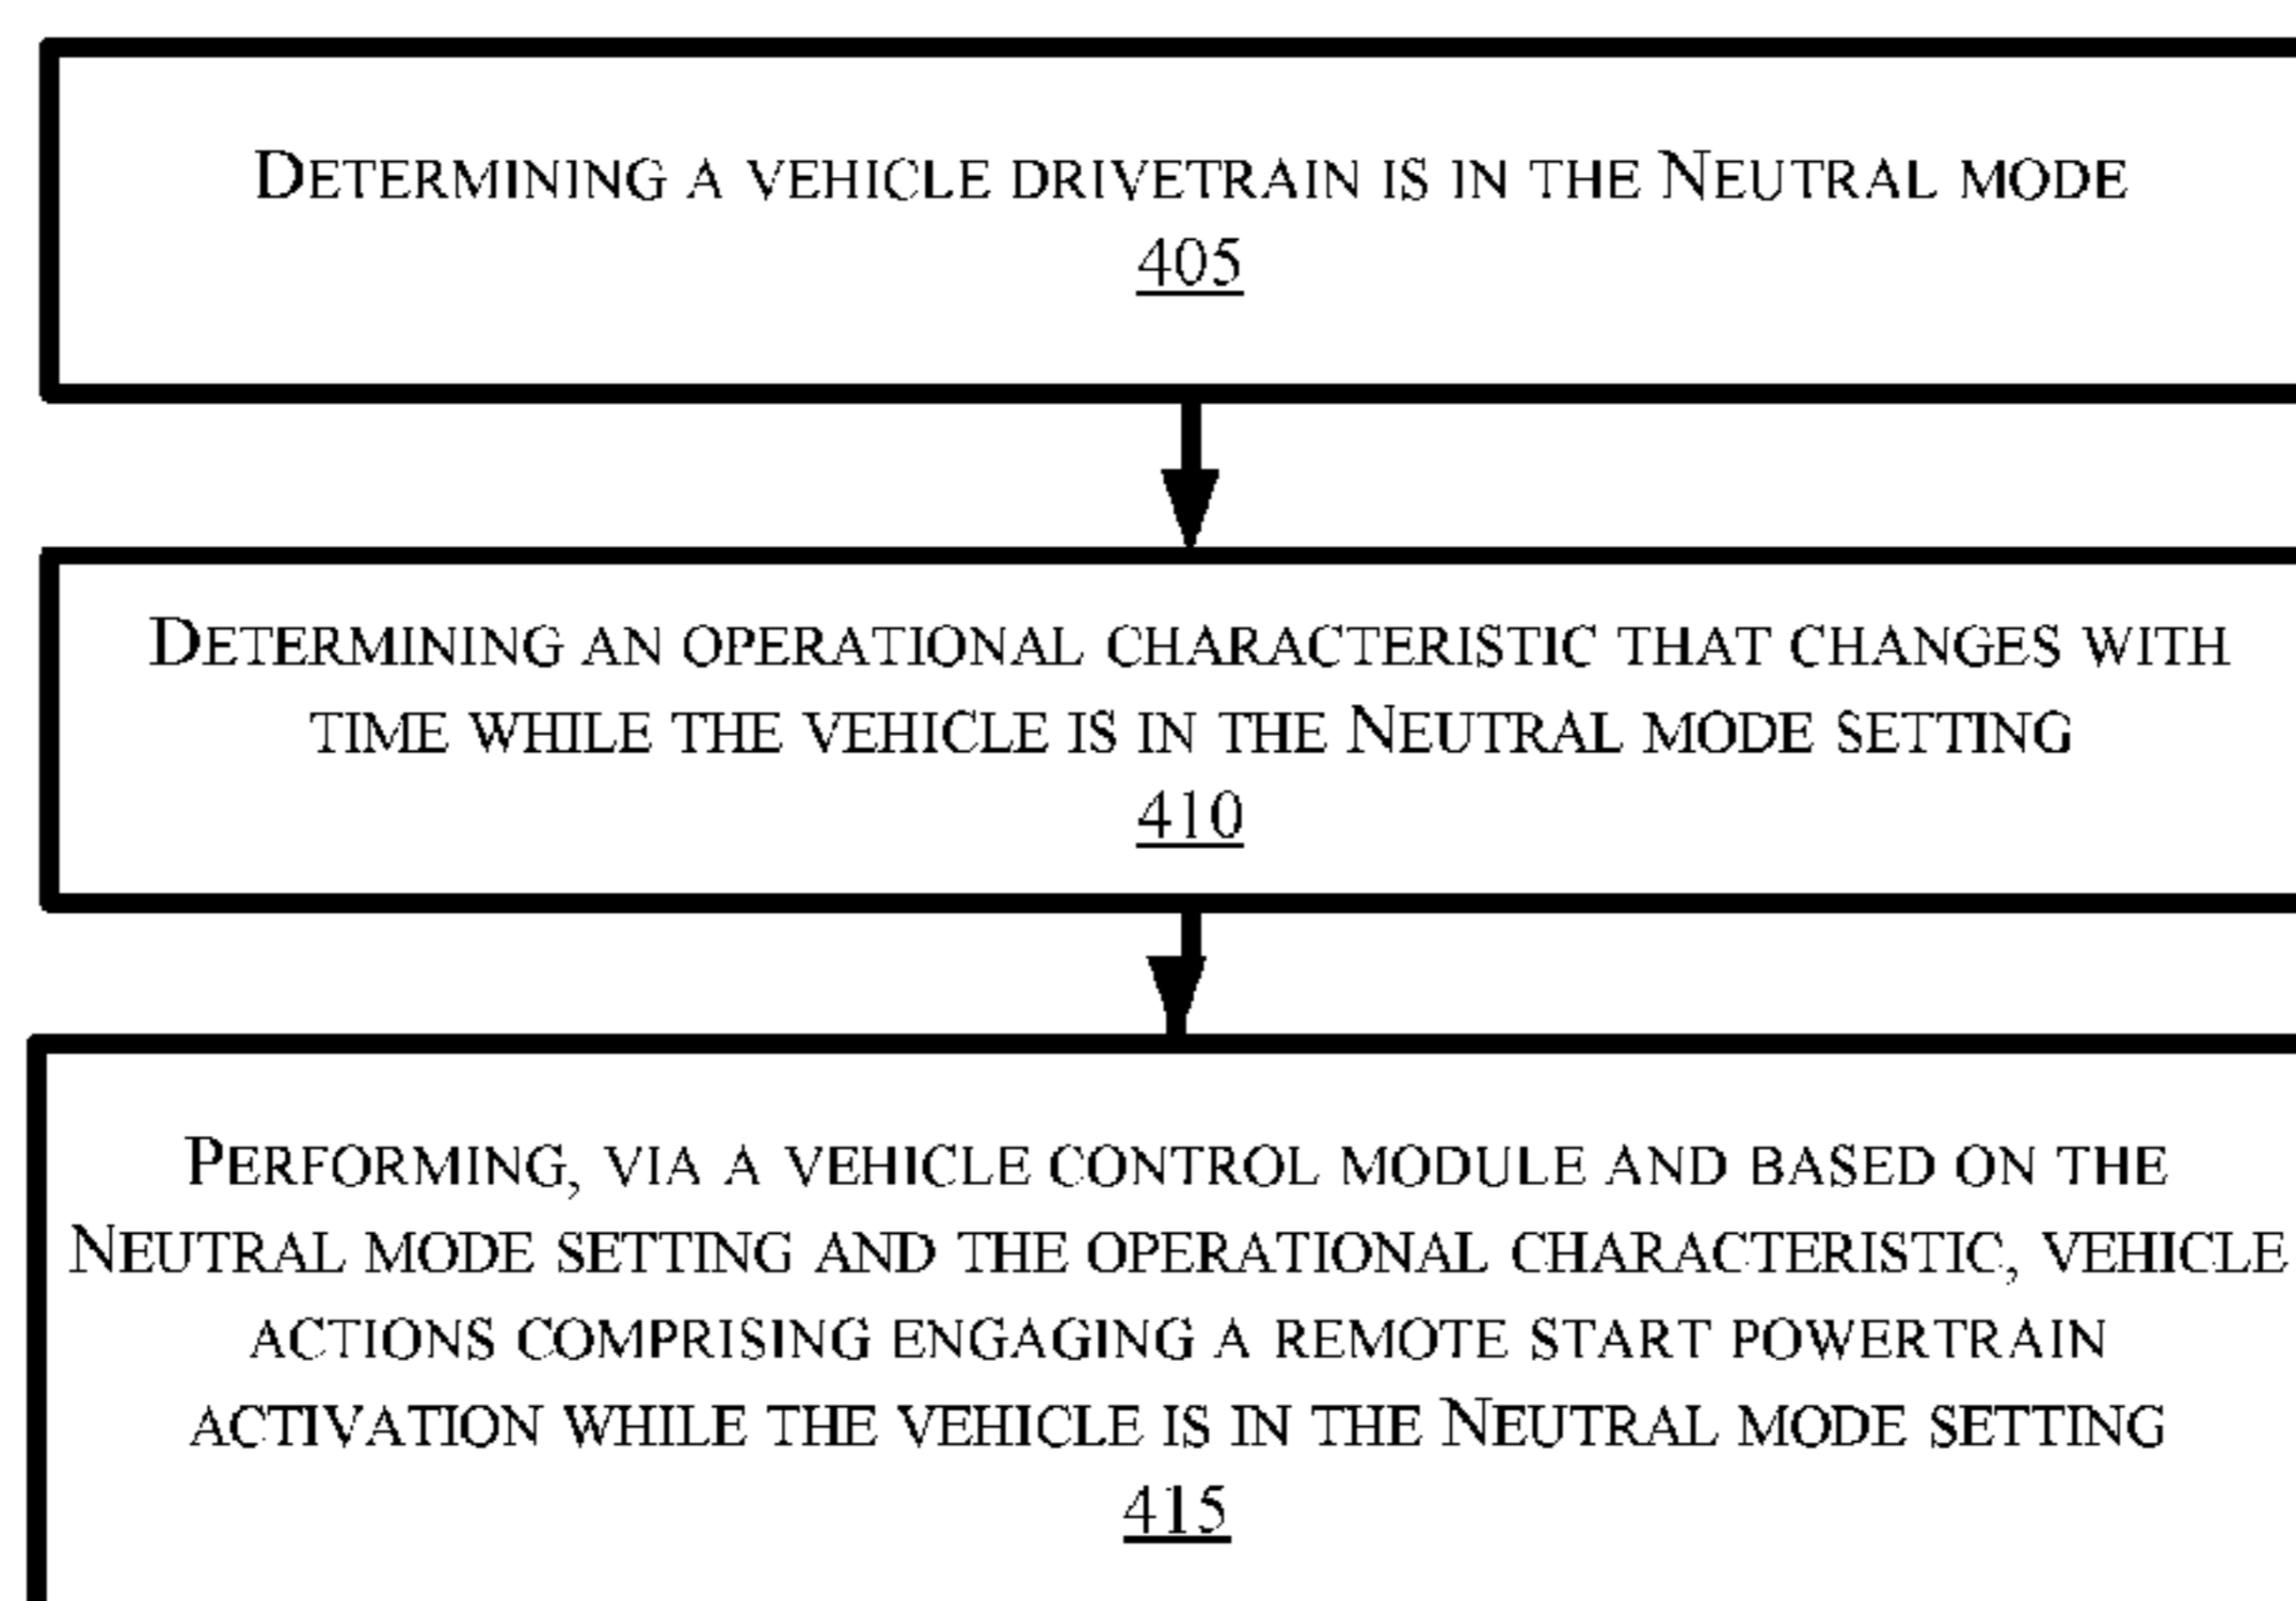 DETERMINING A VEHICLE DRIVETRAIN IS IN THE NEUTRAL MODE
405
DETERMINING AN OPERATIONAL CHARACTERISTIC THAT CHANGES WITH
TIME WHILE THE VEHICLE IS IN THE NEUTRAL MODE SETTING
410
PERFORMING, VIA A VEHICLE CONTROL MODULE AND BASED ON THE
NEUTRAL MODE SETTING AND THE OPERATIONAL CHARACTERISTIC, VEHICLE
ACTIONS COMPRISING ENGAGING A REMOTE START POWERTRAIN
ACTIVATION WHILE THE VEHICLE IS IN THE NEUTRAL MODE SETTING
415